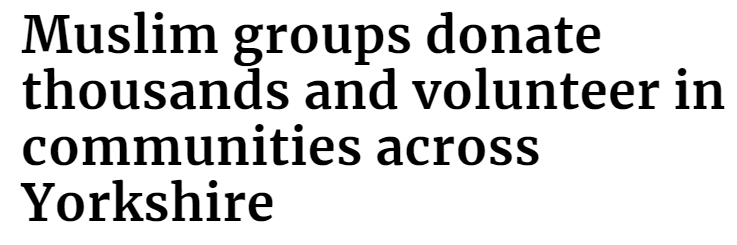 Muslim groups donate
thousands and volunteer in
communities across
Yorkshire